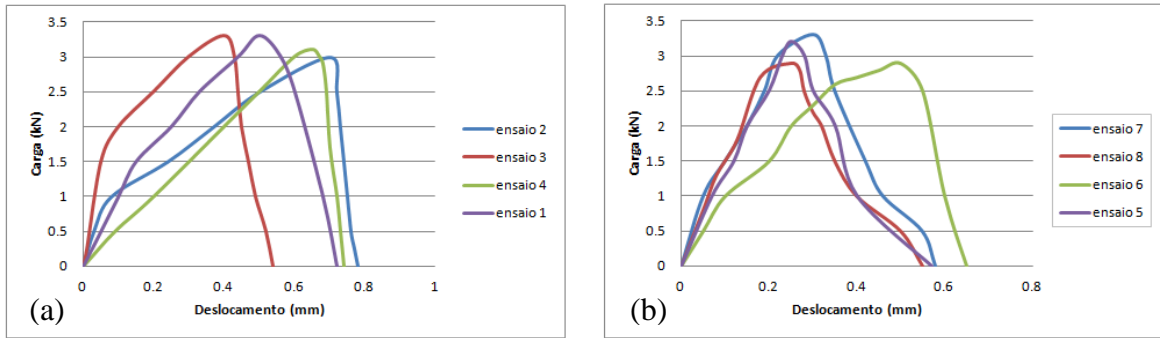 3.5
3
2.5
2
1.5
1
0.5
0
Carga (kN)
0 0.2 0.4 0.6 0.8 1
Deslocamento (mm)
ensaio 2
ensaio 3
ensaio 4
ensaio 1
(a)
3.5
3
2.5
2
1.5
1
0.5
0
Carga (kN)
0 0.2 0.4 0.6 0.8
Deslocamento (mm)
ensaio 7
ensaio 8
ensaio 6
ensaio 5
(b)